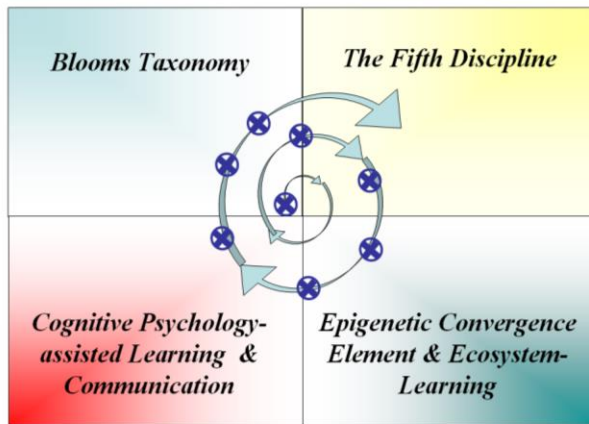 Blooms Taxonomy
The Fifth Discipline
Cognitive Psychology-
assisted Learning &
Communication
Epigenetic Convergence
Element & Ecosystem-
Learning